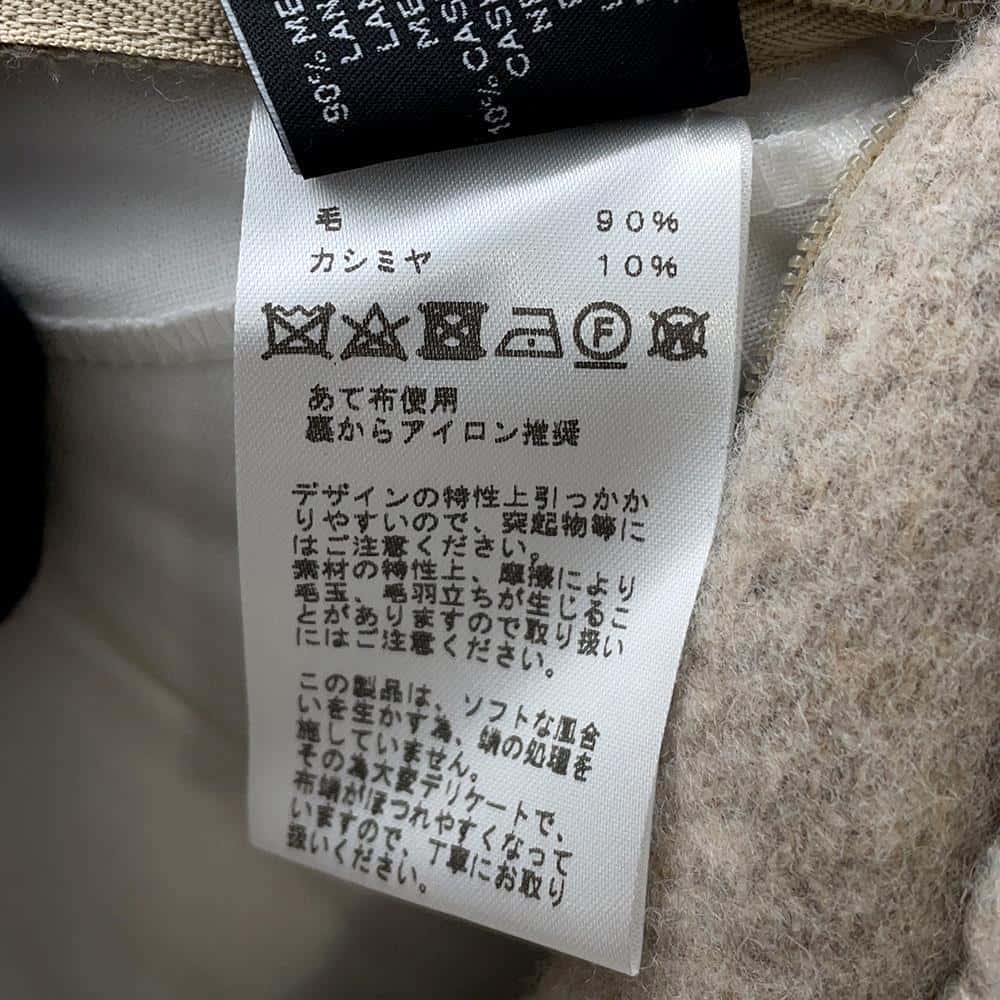 90% ME
LAN
LAI
ME
CAS
10% CASH
毛 90%
カシミヤ 10%
F
W
あて布使用
裏からアイロン推奨
デザインの特性上引っかか
りやすいので、突起物等に
はご注意ください。
素材の特性上、摩擦により
毛玉、毛羽立ちが生じるこ
とがありますので取り扱い
にはご注意ください。
この製品は、ソフトな風合
いを生かす為、端の処理を
施していません。
その為大変デリケートで、
布端がほつれやすくなって
いますので、丁寧にお取り
扱いください。